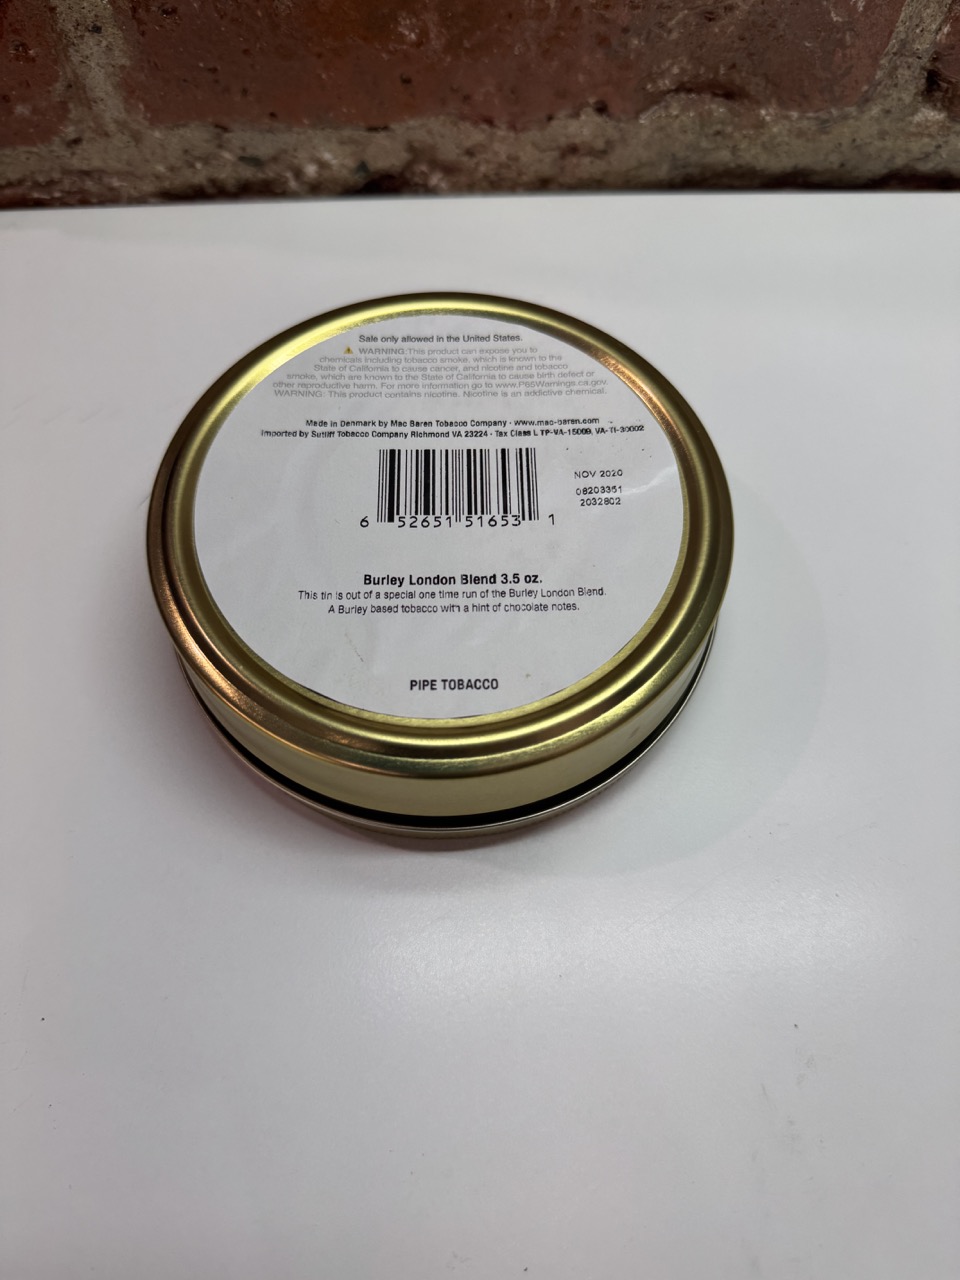 Sale only allowed in the United States.
⚠ WARNING: This product can expose you to
chemicals including tobacco smoke, which is known to the
State of California to cause cancer, and nicotine and tobacco
smoke, which are known to the State of California to cause birth defect or
other reproductive harm. For more information go to www.P65Warnings.ca.gov.
WARNING: This product contains nicotine. Nicotine is an addictive chemical.
Made in Denmark by Mac Baren Tobacco Company · www.mac-baren.com
Imported by Sutliff Tobacco Company Richmond VA 23224 · Tax Class L TP-VA-15009, VA-TI-30002
NOV 2020
08203351
2032802
6 52651 51653 1
Burley London Blend 3.5 oz.
This tin is out of a special one time run of the Burley London Blend.
A Burley based tobacco with a hint of chocolate notes.
PIPE TOBACCO